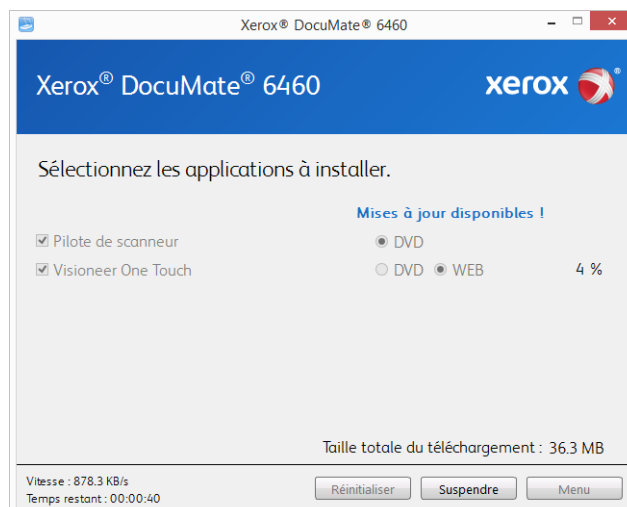 Xerox® DocuMate® 6460
Xerox® DocuMate® 6460
xerox ®
Sélectionnez les applications à installer.
Mises à jour disponibles !
Pilote de scanneur DVD
Visioneer One Touch DVD WEB 4 %
Taille totale du téléchargement : 36.3 MB
Vitesse : 878.3 KB/s
Temps restant : 00:00:40
Réinitialiser Suspendre Menu